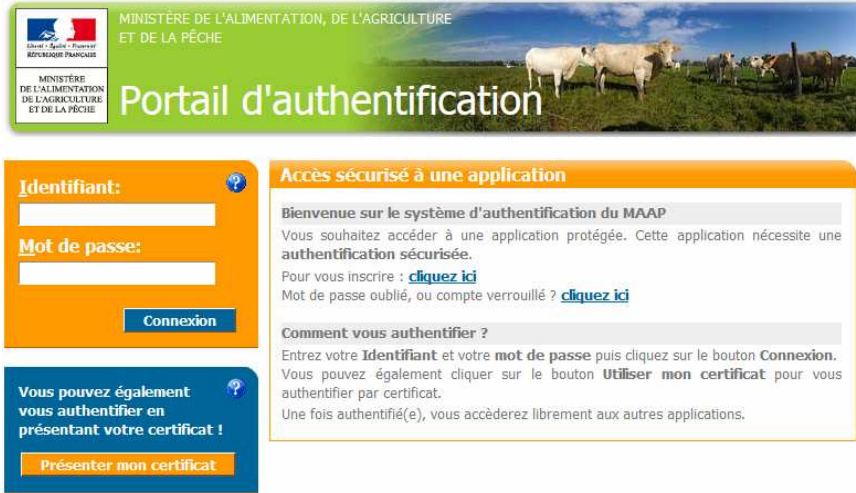 MINISTÈRE DE L'ALIMENTATION, DE L'AGRICULTURE
ET DE LA PÊCHE
Liberté • Égalité • Fraternité
RÉPUBLIQUE FRANÇAISE
MINISTÈRE
DE L'ALIMENTATION
DE L'AGRICULTURE
ET DE LA PÊCHE
Portail d'authentification
Identifiant:
?
Mot de passe:
Connexion
Vous pouvez également
vous authentifier en
présentant votre certificat !
?
Présenter mon certificat
Accès sécurisé à une application
Bienvenue sur le système d'authentification du MAAP
Vous souhaitez accéder à une application protégée. Cette application nécessite une
authentification sécurisée.
Pour vous inscrire : cliquez ici
Mot de passe oublié, ou compte verrouillé ? cliquez ici
Comment vous authentifier ?
Entrez votre Identifiant et votre mot de passe puis cliquez sur le bouton Connexion.
Vous pouvez également cliquer sur le bouton Utiliser mon certificat pour vous
authentifier par certificat.
Une fois authentifié(e), vous accèderez librement aux autres applications.